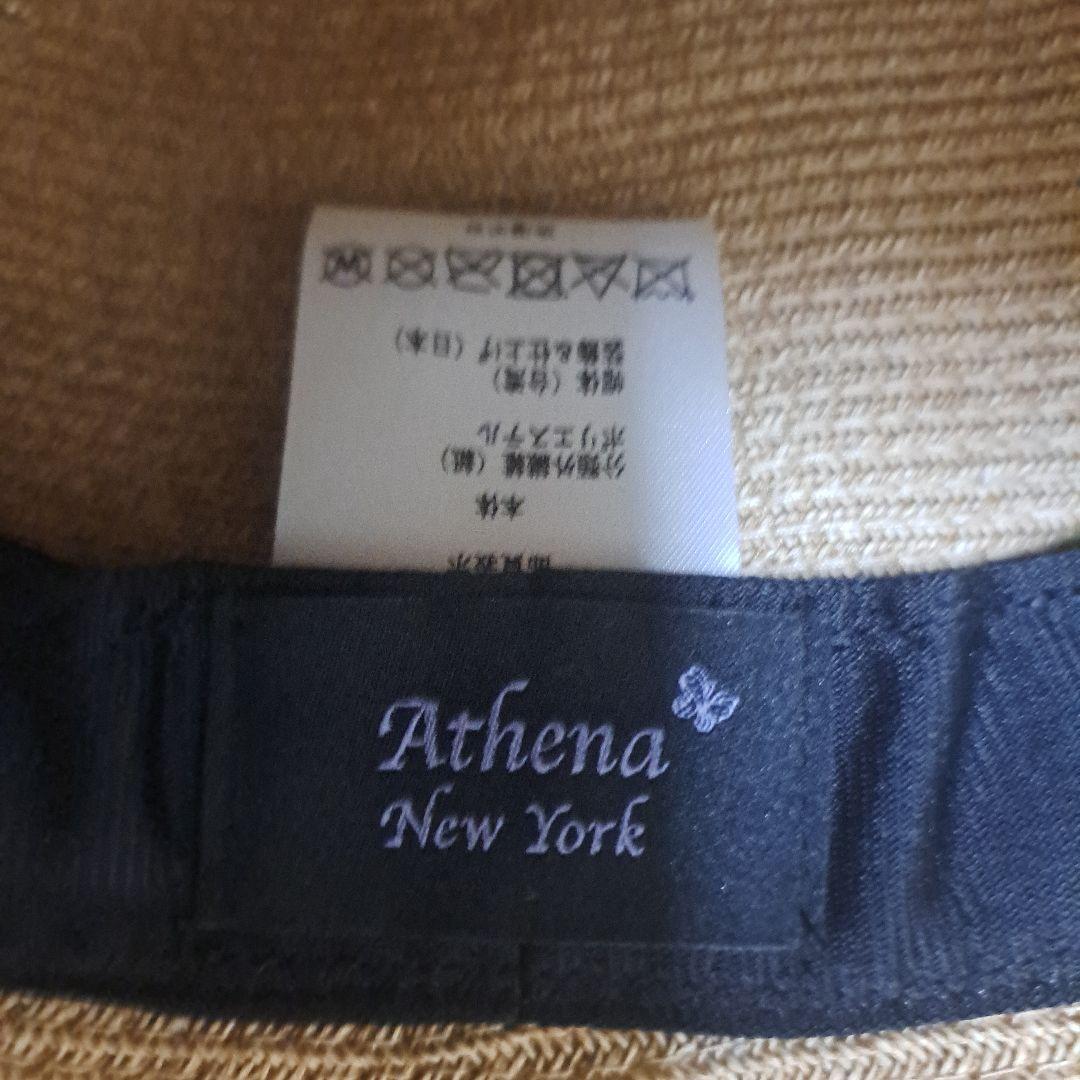 Athena
New York
品質表示
本体
分類外繊維（紙）
ポリエステル
帽体（台湾）
装飾&仕上げ（日本）